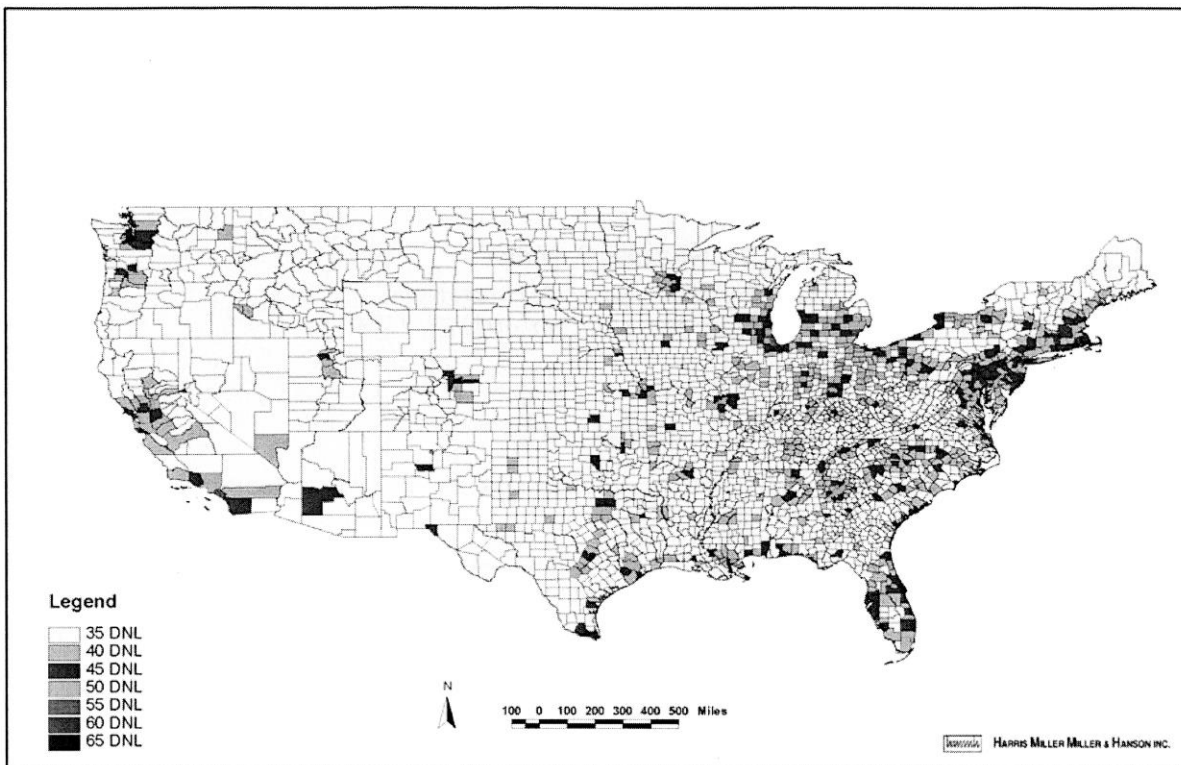 Legend
35 DNL
40 DNL
45 DNL
50 DNL
55 DNL
60 DNL
65 DNL
N
100 0 100 200 300 400 500 Miles
HARRIS MILLER MILLER & HANSON INC.